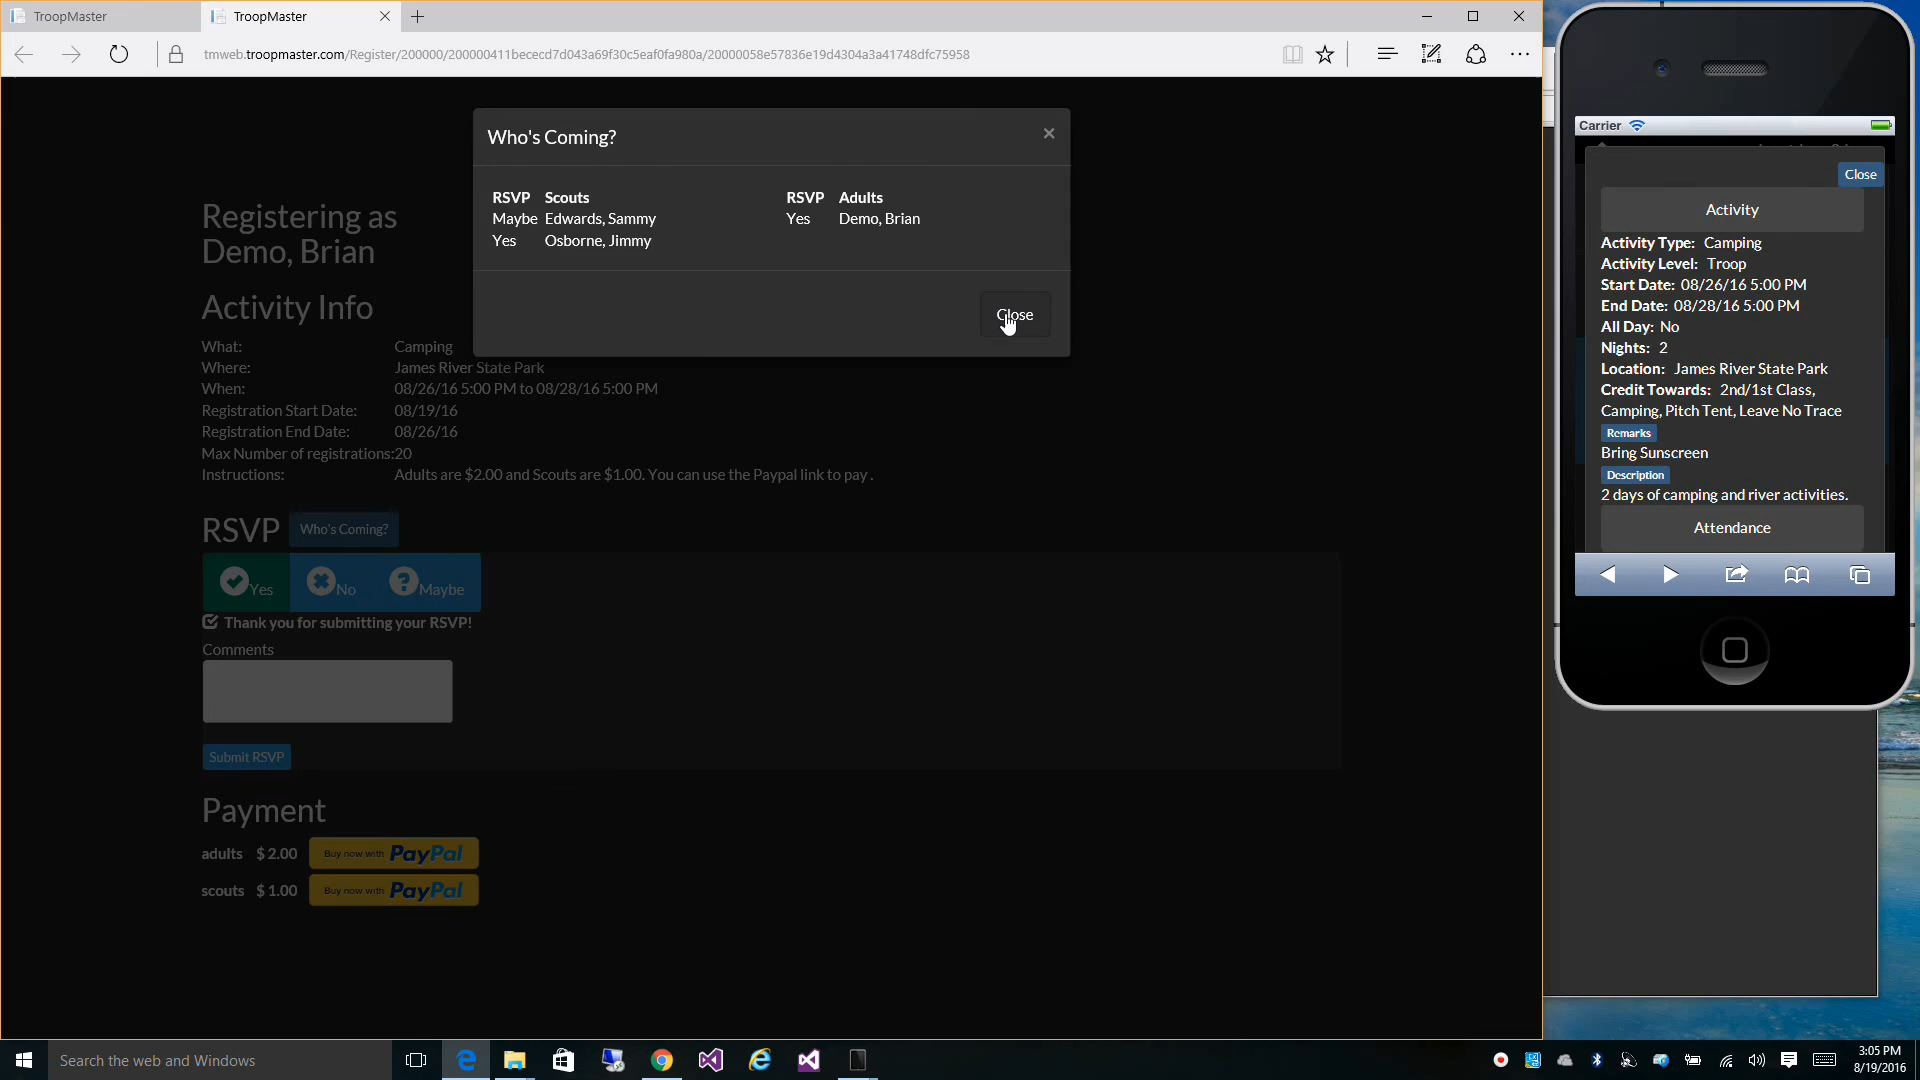 TroopMaster
TroopMaster
tmweb.troopmaster.com/Register/200000/200000411bececd7d043a69f30c5eaf0fa980a/20000058e57836e19d4304a3a41748dfc75958
Who's Coming?
RSVP Scouts RSVP Adults
Maybe Edwards, Sammy Yes Demo, Brian
Yes Osborne, Jimmy
Close
Registering as
Demo, Brian
Activity Info
What: Camping
Where: James River State Park
When: 08/26/16 5:00 PM to 08/28/16 5:00 PM
Registration Start Date: 08/19/16
Registration End Date: 08/26/16
Max Number of registrations:20
Instructions: Adults are $2.00 and Scouts are $1.00. You can use the Paypal link to pay .
RSVP Who's Coming?
Yes No Maybe
Thank you for submitting your RSVP!
Comments
Submit RSVP
Payment
adults $ 2.00 Buy now with PayPal
scouts $ 1.00 Buy now with PayPal
Carrier
Close
Activity
Activity Type: Camping
Activity Level: Troop
Start Date: 08/26/16 5:00 PM
End Date: 08/28/16 5:00 PM
All Day: No
Nights: 2
Location: James River State Park
Credit Towards: 2nd/1st Class,
Camping, Pitch Tent, Leave No Trace
Remarks
Bring Sunscreen
Description
2 days of camping and river activities.
Attendance
Search the web and Windows
3:05 PM
8/19/2016